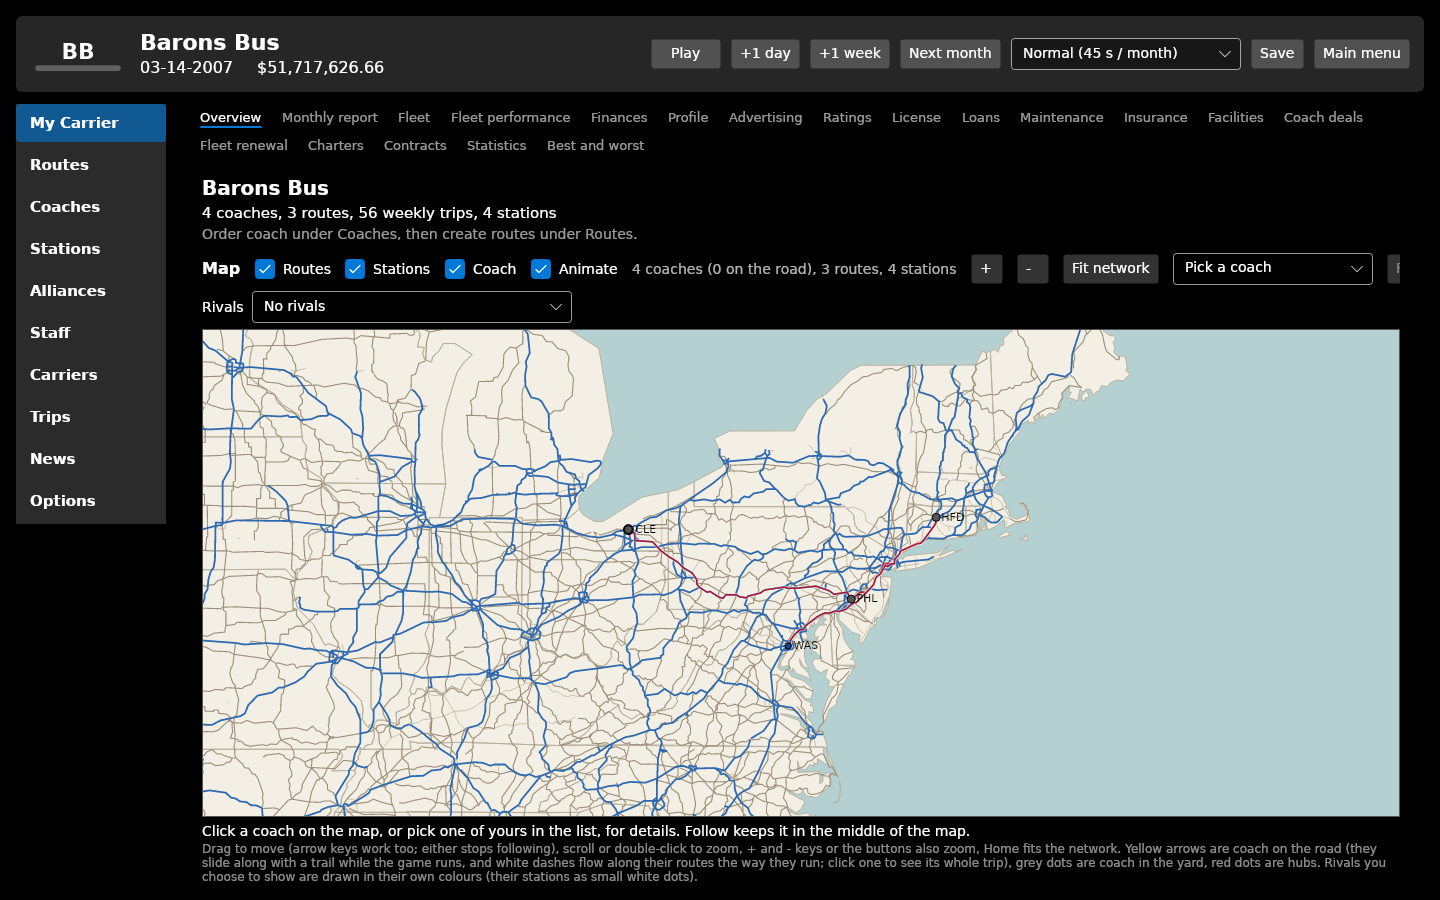 BB
Barons Bus
03-14-2007 $51,717,626.66
Play +1 day +1 week Next month Normal (45 s / month) Save Main menu
My Carrier
Routes
Coaches
Stations
Alliances
Staff
Carriers
Trips
News
Options
Overview Monthly report Fleet Fleet performance Finances Profile Advertising Ratings License Loans Maintenance Insurance Facilities Coach deals
Fleet renewal Charters Contracts Statistics Best and worst
Barons Bus
4 coaches, 3 routes, 56 weekly trips, 4 stations
Order coach under Coaches, then create routes under Routes.
Map Routes Stations Coach Animate 4 coaches (0 on the road), 3 routes, 4 stations + - Fit network Pick a coach
Rivals No rivals
CLE
HFD
PHL
WAS
Click a coach on the map, or pick one of yours in the list, for details. Follow keeps it in the middle of the map.
Drag to move (arrow keys work too; either stops following), scroll or double-click to zoom, + and - keys or the buttons also zoom, Home fits the network. Yellow arrows are coach on the road (they
slide along with a trail while the game runs, and white dashes flow along their routes the way they run; click one to see its whole trip), grey dots are coach in the yard, red dots are hubs. Rivals you
choose to show are drawn in their own colours (their stations as small white dots).